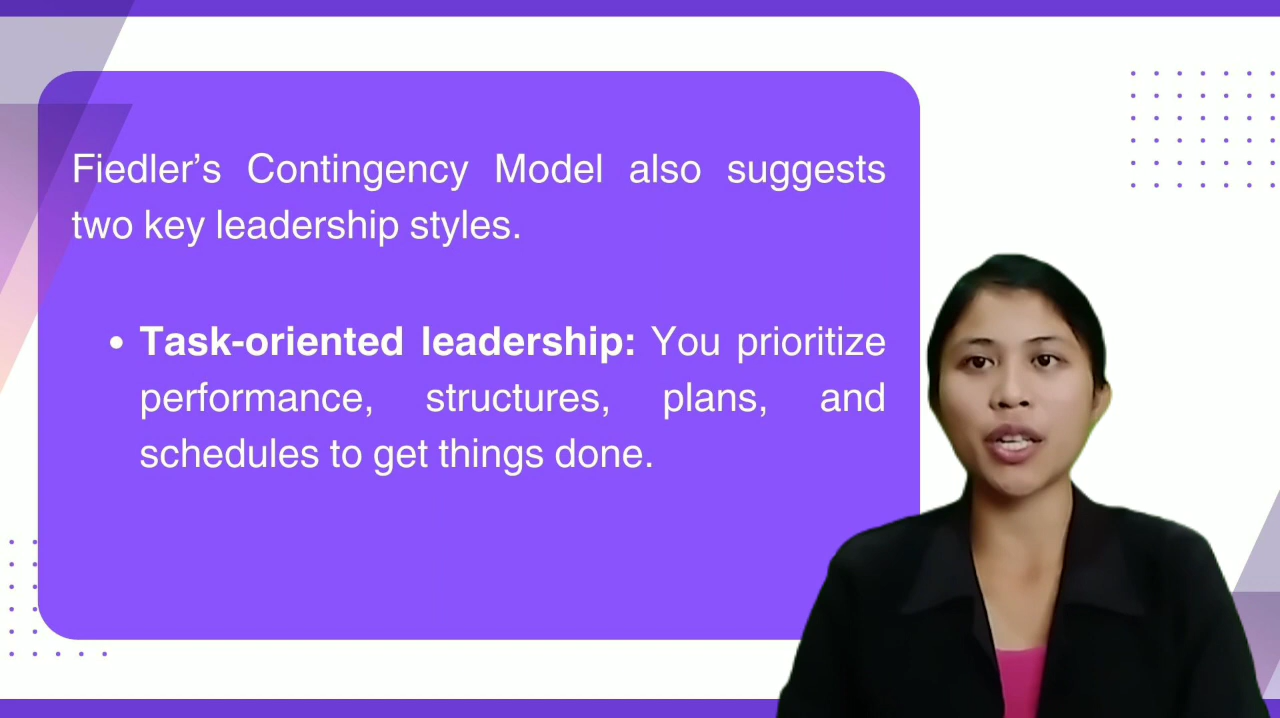 Fiedler’s Contingency Model also suggests
two key leadership styles.
• Task-oriented leadership: You prioritize
performance, structures, plans, and
schedules to get things done.